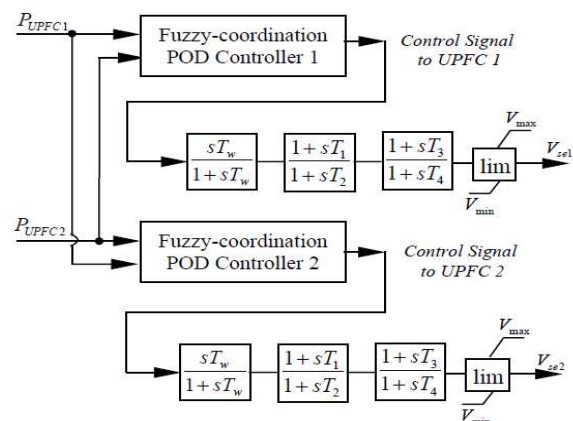 P_UPFC1
Fuzzy-coordination
POD Controller 1
Control Signal
to UPFC 1
sT_w
1+sT_w
1+sT_1
1+sT_2
1+sT_3
1+sT_4
V_max
lim
V_min
V_se1
P_UPFC2
Fuzzy-coordination
POD Controller 2
Control Signal
to UPFC 2
sT_w
1+sT_w
1+sT_1
1+sT_2
1+sT_3
1+sT_4
V_max
lim
V_min
V_se2